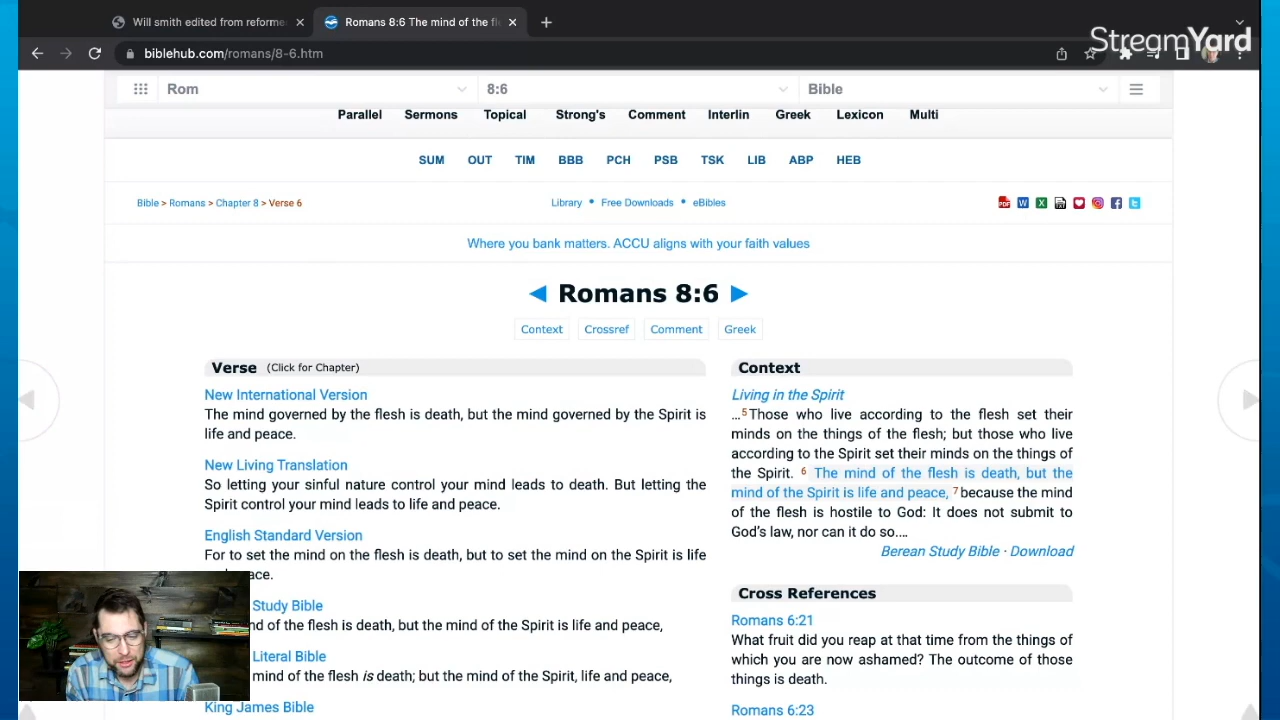 Will smith edited from reforme
Romans 8:6 The mind of the fl
StreamYard
biblehub.com/romans/8-6.htm
Rom 8:6 Bible
Parallel Sermons Topical Strong's Comment Interlin Greek Lexicon Multi
SUM OUT TIM BBB PCH PSB TSK LIB ABP HEB
Bible > Romans > Chapter 8 > Verse 6
Library • Free Downloads • eBibles
Where you bank matters. ACCU aligns with your faith values
◄ Romans 8:6 ►
Context Crossref Comment Greek
Verse (Click for Chapter)
New International Version
The mind governed by the flesh is death, but the mind governed by the Spirit is
life and peace.
New Living Translation
So letting your sinful nature control your mind leads to death. But letting the
Spirit control your mind leads to life and peace.
English Standard Version
For to set the mind on the flesh is death, but to set the mind on the Spirit is life
ace.
Study Bible
nd of the flesh is death, but the mind of the Spirit is life and peace,
Literal Bible
mind of the flesh is death; but the mind of the Spirit, life and peace,
King James Bible
Context
Living in the Spirit
…5Those who live according to the flesh set their
minds on the things of the flesh; but those who live
according to the Spirit set their minds on the things of
the Spirit. 6 The mind of the flesh is death, but the
mind of the Spirit is life and peace, 7because the mind
of the flesh is hostile to God: It does not submit to
God's law, nor can it do so.…
Berean Study Bible · Download
Cross References
Romans 6:21
What fruit did you reap at that time from the things of
which you are now ashamed? The outcome of those
things is death.
Romans 6:23